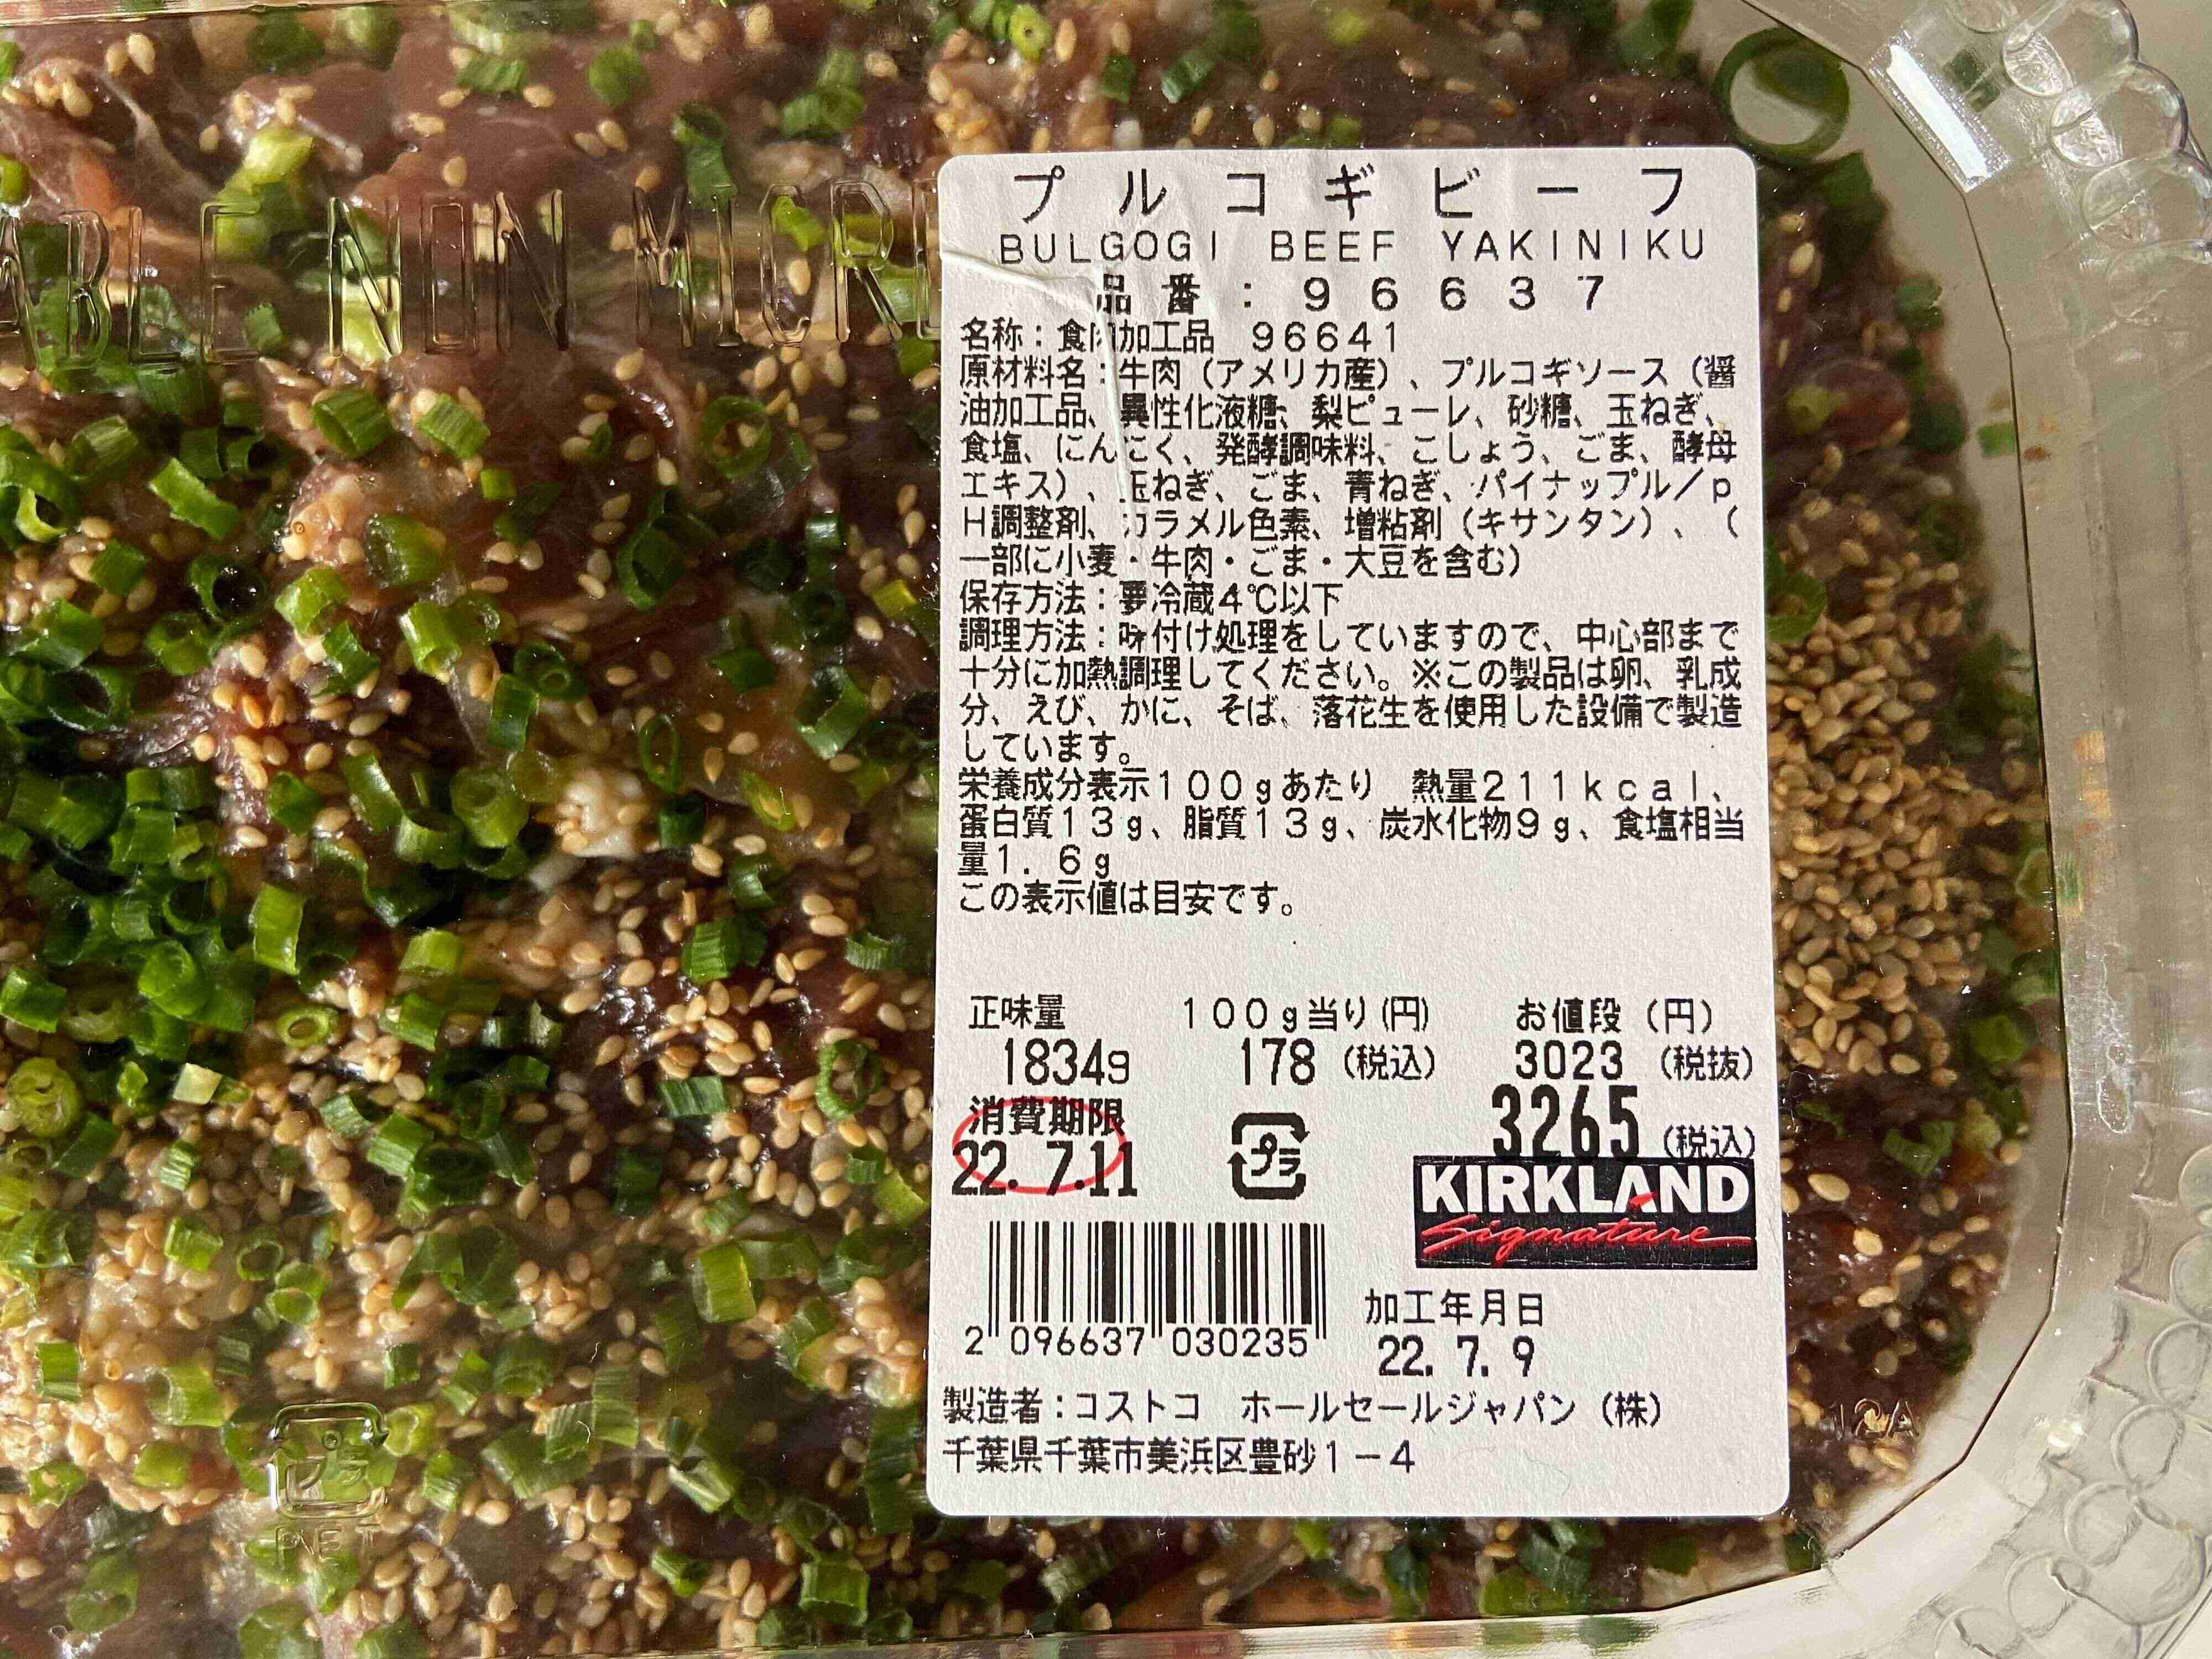 ABLE NON MICR
プルコギビーフ
BULGOGI BEEF YAKINIKU
品番：96637
名称：食肉加工品　96641
原材料名：牛肉（アメリカ産）、プルコギソース（醤
油加工品、異性化液糖、梨ピューレ、砂糖、玉ねぎ、
食塩、にんにく、発酵調味料、こしょう、ごま、酵母
エキス）、玉ねぎ、ごま、青ねぎ、パイナップル／p
H調整剤、カラメル色素、増粘剤（キサンタン）、（
一部に小麦・牛肉・ごま・大豆を含む）
保存方法：要冷蔵4℃以下
調理方法：味付け処理をしていますので、中心部まで
十分に加熱調理してください。※この製品は卵、乳成
分、えび、かに、そば、落花生を使用した設備で製造
しています。
栄養成分表示100gあたり　熱量211kcal、
蛋白質13g、脂質13g、炭水化物9g、食塩相当
量1.6g
この表示値は目安です。
正味量　100g当り(円)　お値段（円）
1834g　178（税込）　3023（税抜）
消費期限　3265（税込）
22.7.11　プラ
KIRKLAND
Signature
2 096637 030235
加工年月日
22.7.9
製造者：コストコ　ホールセールジャパン（株）
千葉県千葉市美浜区豊砂1－4
プラ
PET
12A